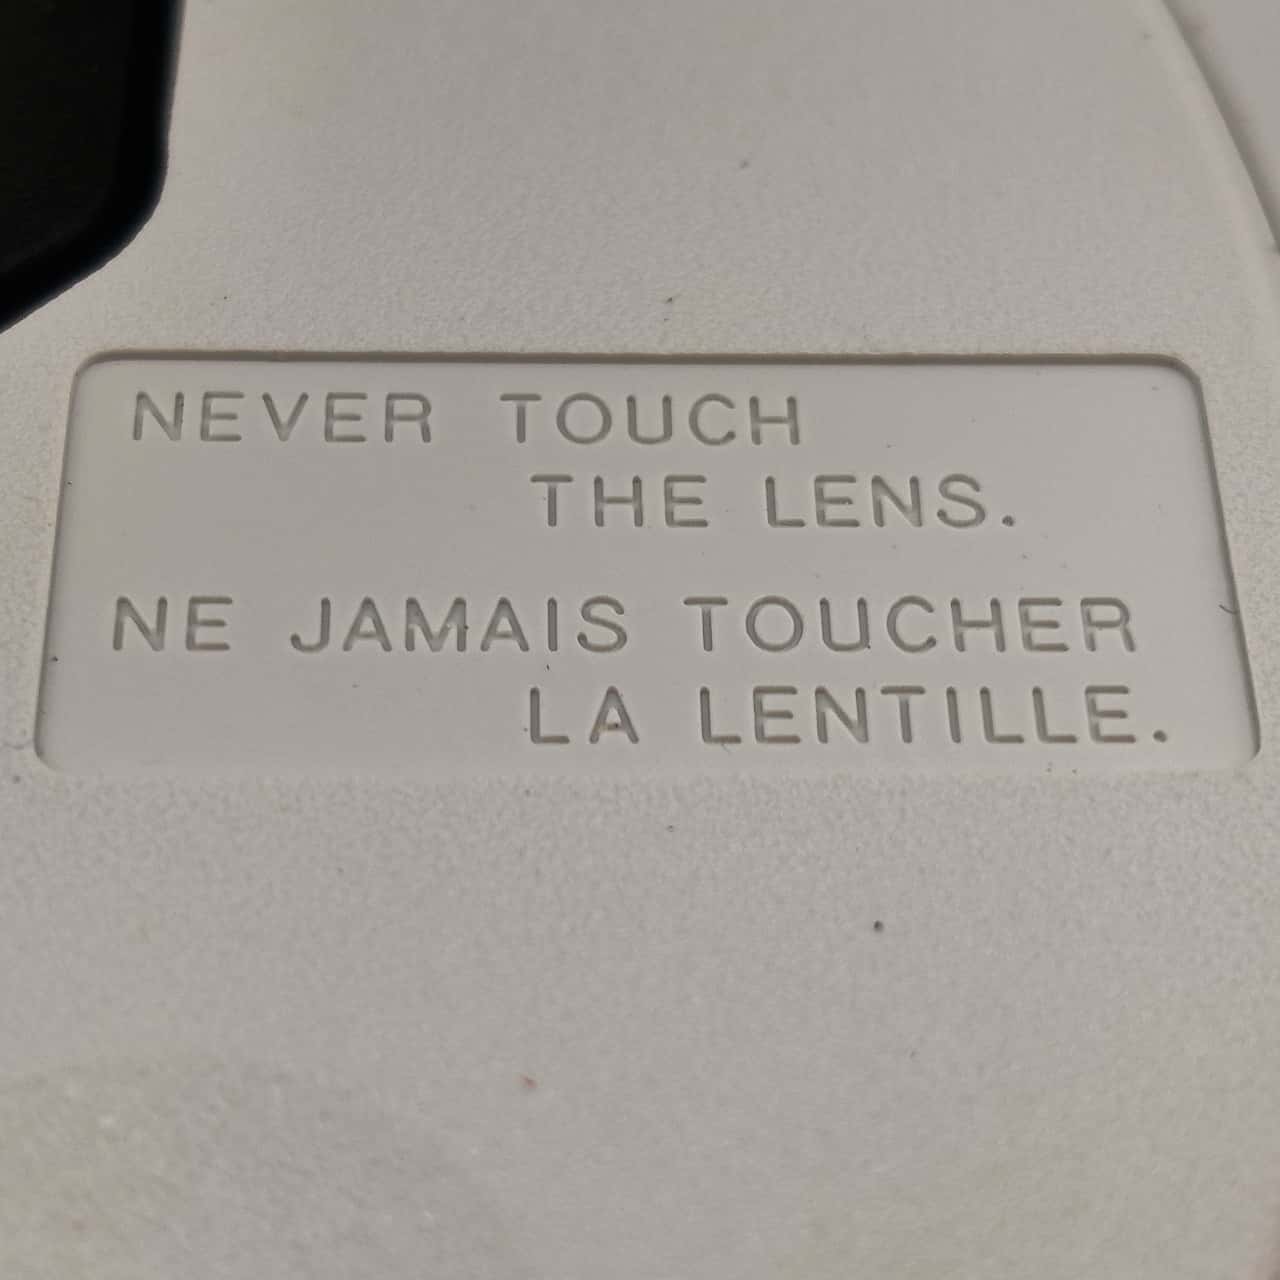 NEVER TOUCH
THE LENS.
NE JAMAIS TOUCHER
LA LENTILLE.